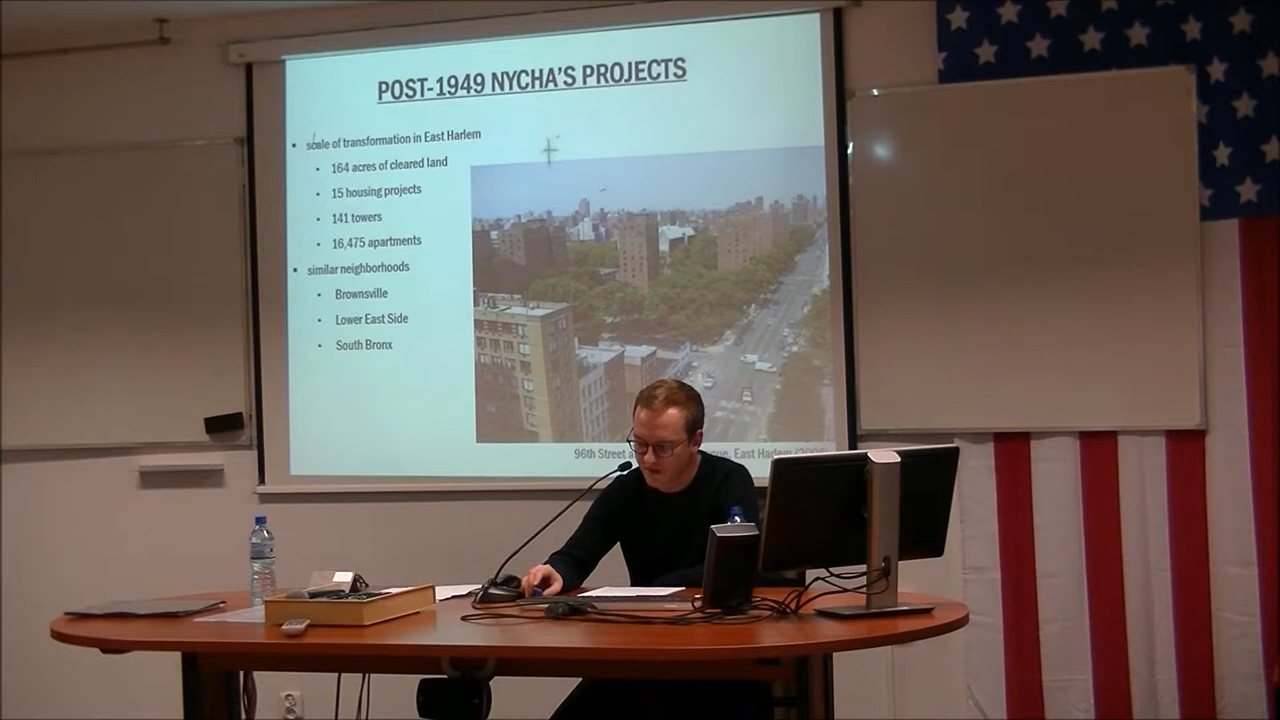 POST-1949 NYCHA'S PROJECTS
scale of transformation in East Harlem
164 acres of cleared land
15 housing projects
141 towers
16,475 apartments
similar neighborhoods
Brownsville
Lower East Side
South Bronx
96th Street East Harlem